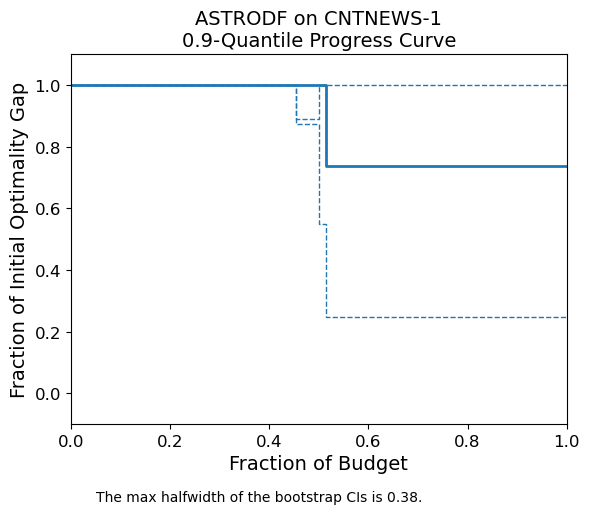 ASTRODF on CNTNEWS-1
0.9-Quantile Progress Curve
Fraction of Initial Optimality Gap
1.0
0.8
0.6
0.4
0.2
0.0
0.0 0.2 0.4 0.6 0.8 1.0
Fraction of Budget
The max halfwidth of the bootstrap CIs is 0.38.